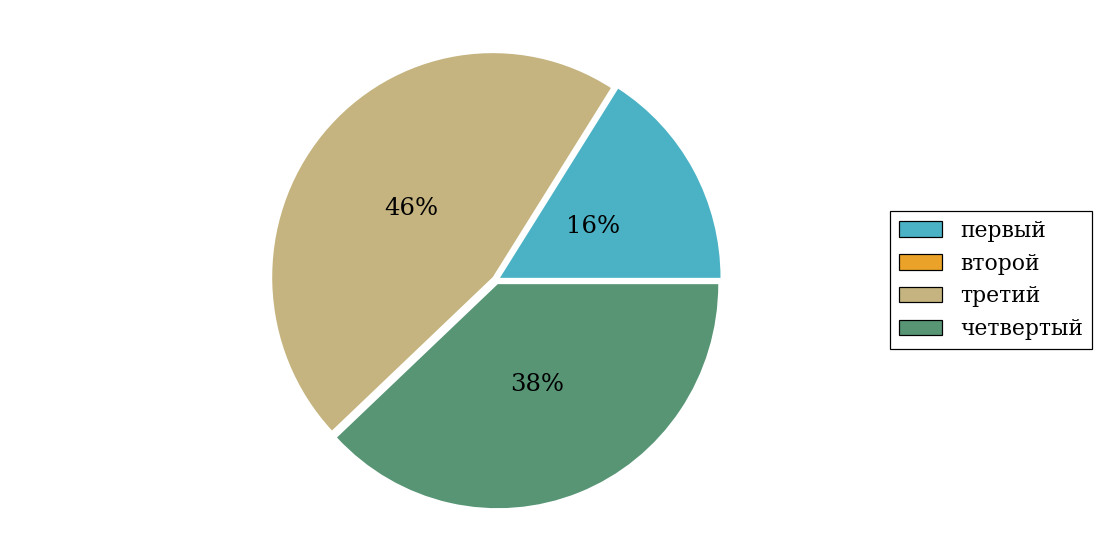 46%
16%
38%
первый
второй
третий
четвертый